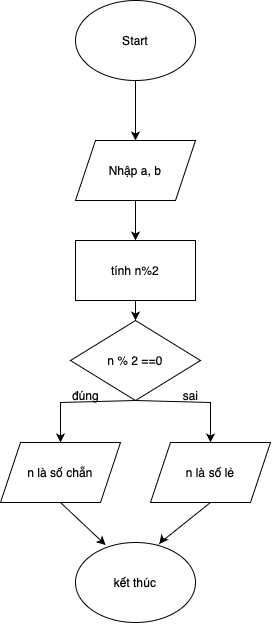 Start
Nhập a, b
tính n%2
n % 2 ==0
đúng
sai
n là số chẵn
n là số lẻ
kết thúc